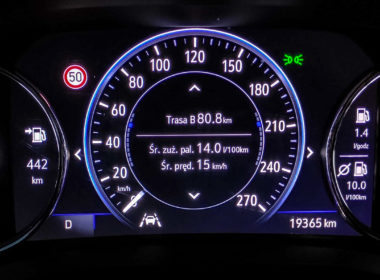 50
120
100
150
80
180
60
210
40
240
20
270
km/h
Trasa B 80.8 km
Śr. zuż. pal. 14.0 l/100km
Śr. pręd. 15 km/h
442
km
1.4
l/godz
10.0
l/100km
D
19365 km